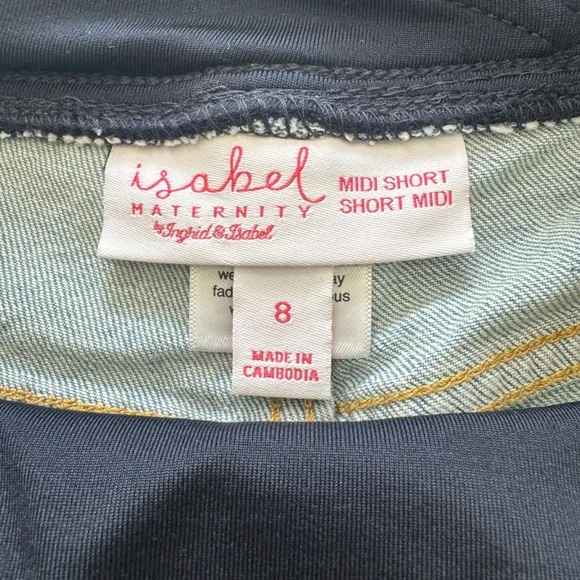 isabel
MATERNITY
by Ingrid & Isabel
MIDI SHORT
SHORT MIDI
8
MADE IN
CAMBODIA